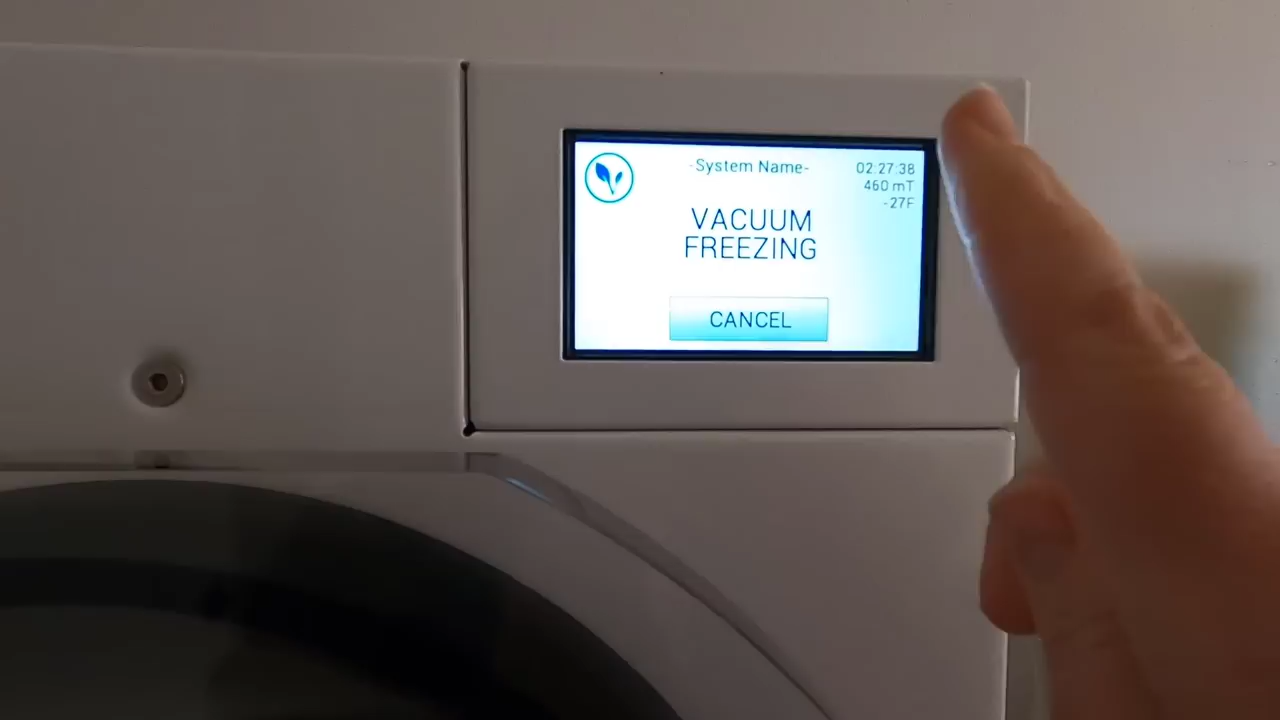 -System Name-
02:27:38
460 mT
-27F
VACUUM
FREEZING
CANCEL